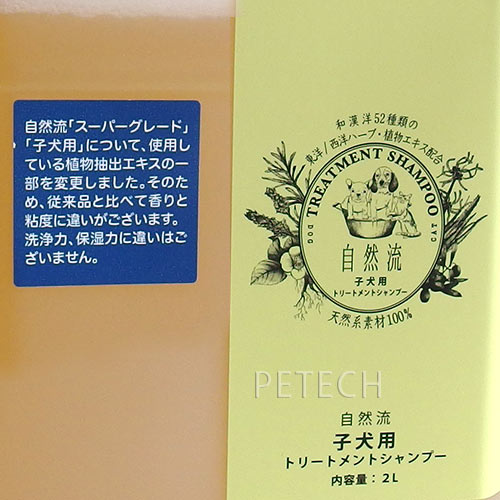 自然流「スーパーグレード」
「子犬用」について、使用し
ている植物抽出エキスの一
部を変更しました。そのた
め、従来品と比べて香りと
粘度に違いがございます。
洗浄力、保湿力に違いはご
ざいません。
和漢洋52種類の
東洋/西洋ハーブ・植物エキス配合
TREATMENT SHAMPOO
DOG
CAT
自然流
子犬用
トリートメントシャンプー
天然系素材100%
PETECH
自然流
子犬用
トリートメントシャンプー
内容量：2L